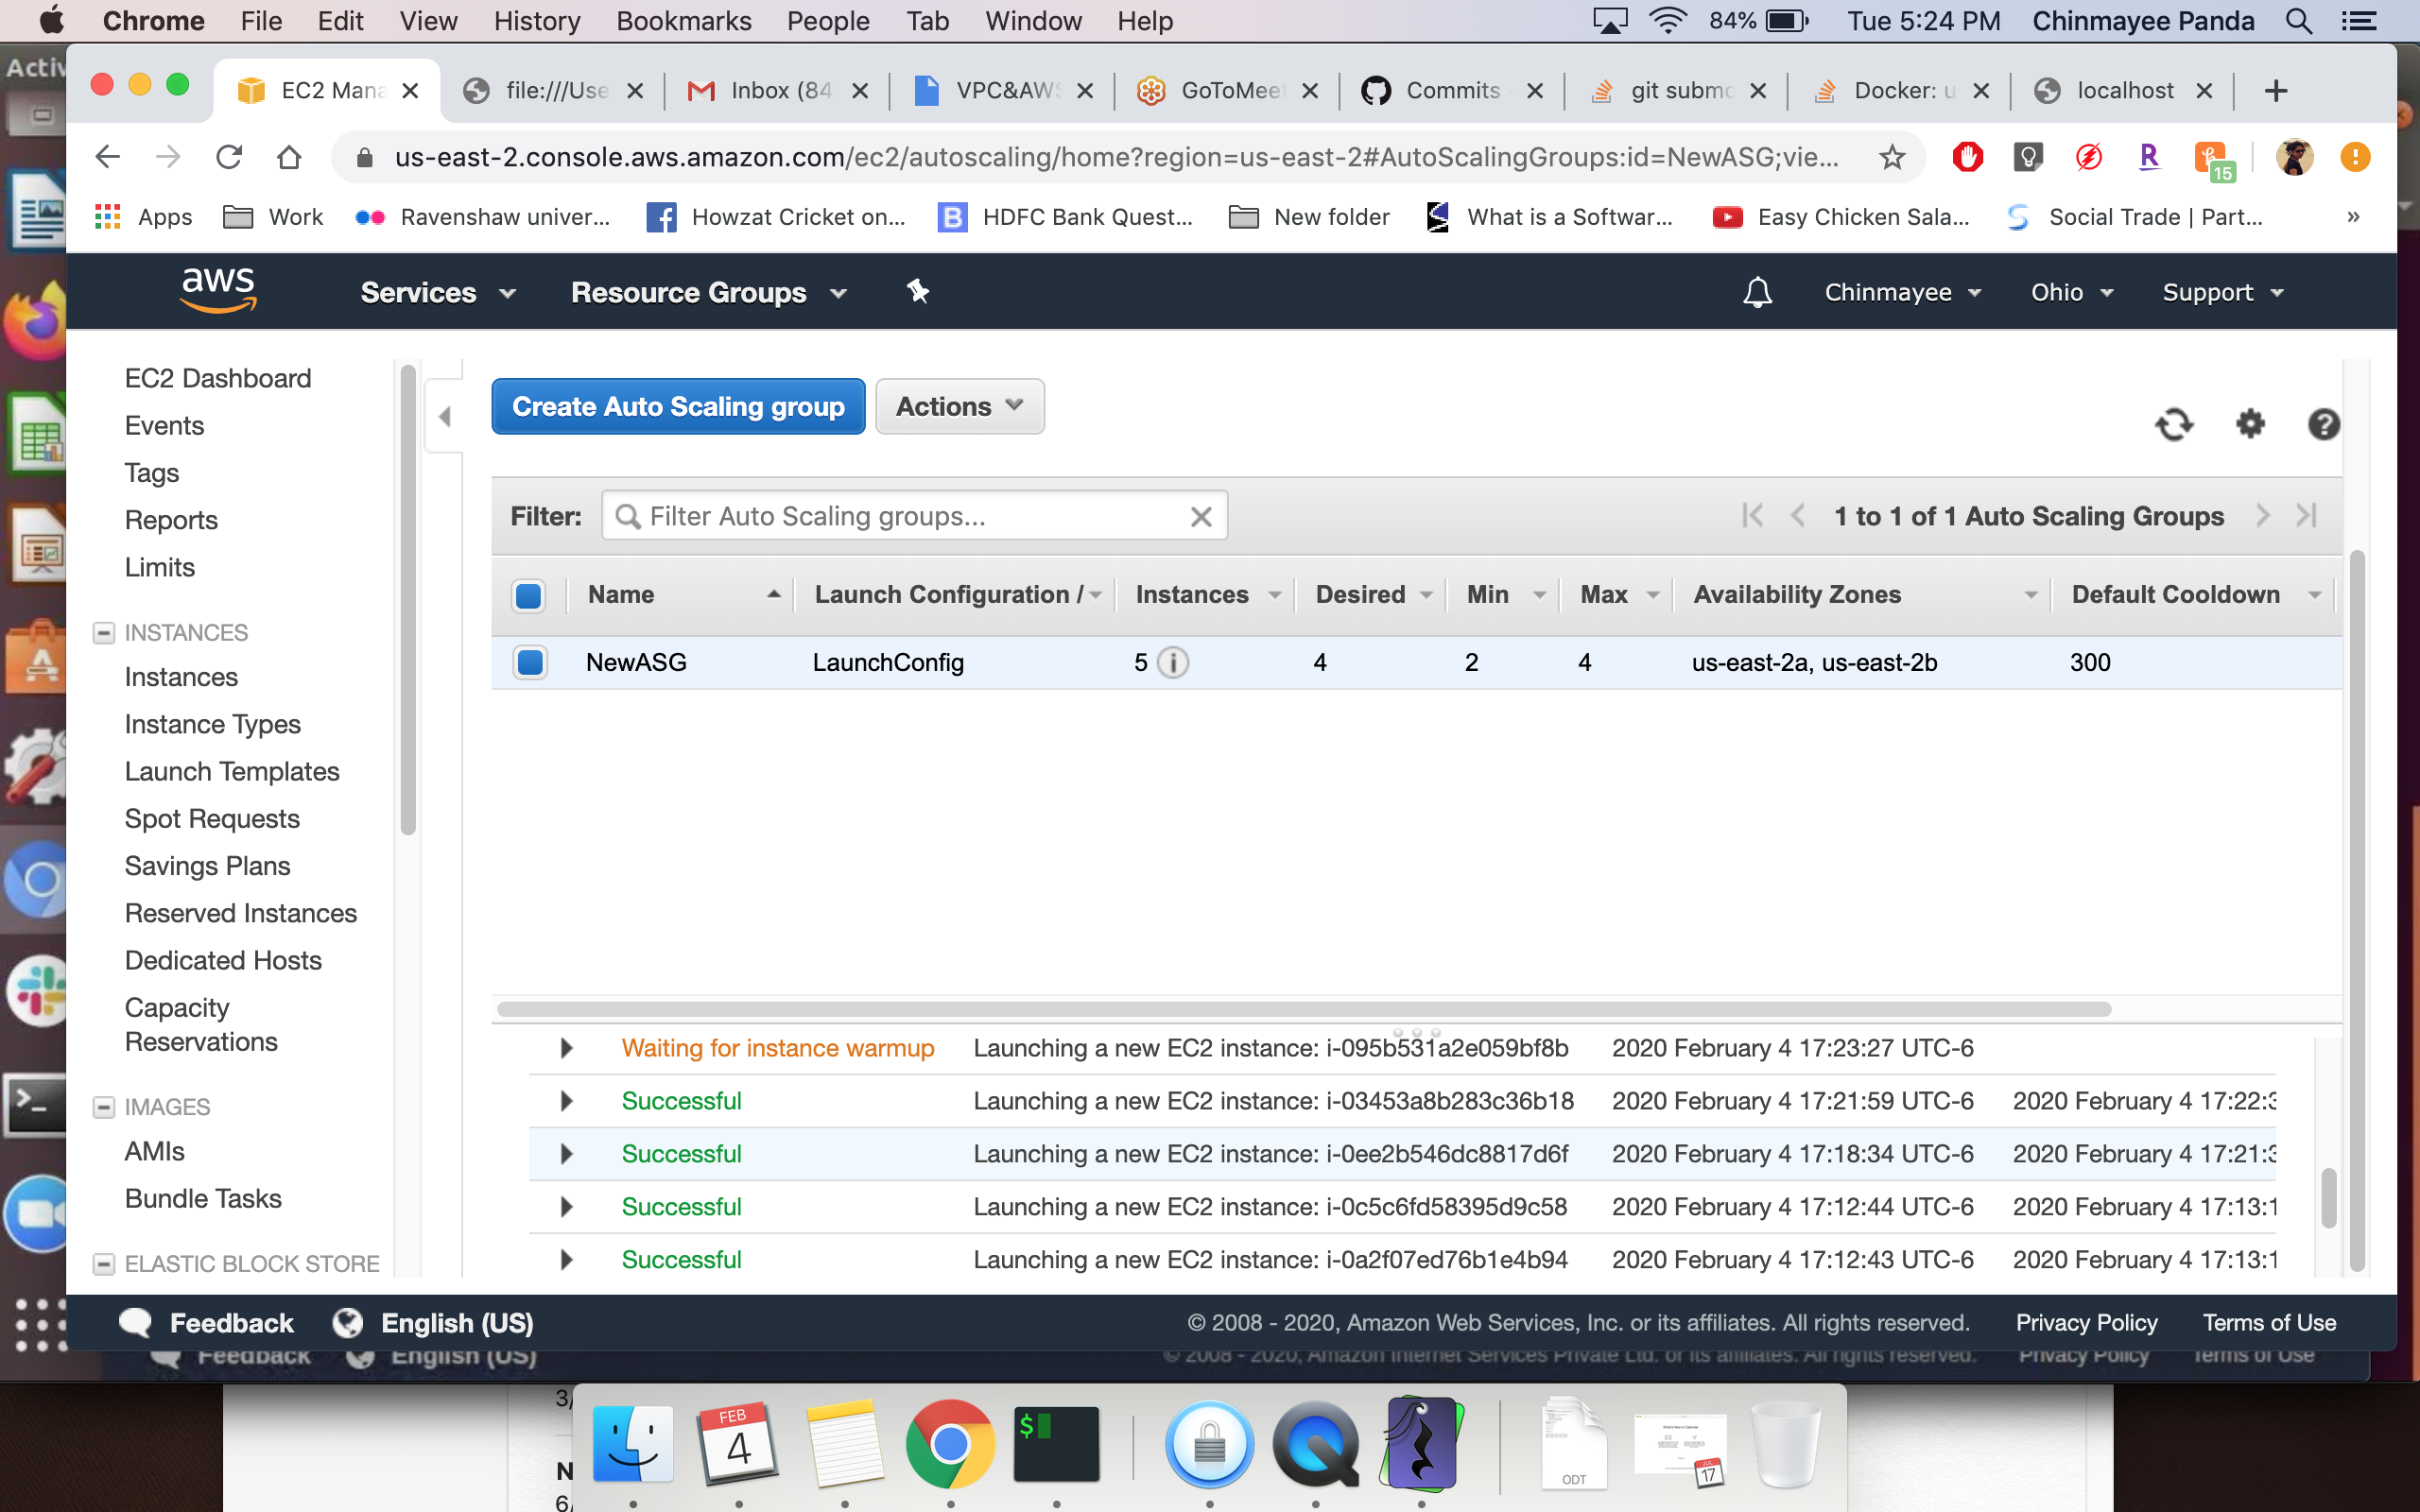 Chrome File Edit View History Bookmarks People Tab Window Help 84% Tue 5:24 PM Chinmayee Panda
Activ
EC2 Mana file:///Use Inbox (84 VPC&AWS GoToMeet Commits git submo Docker: u localhost
us-east-2.console.aws.amazon.com/ec2/autoscaling/home?region=us-east-2#AutoScalingGroups:id=NewASG;vie... R 15
Apps Work Ravenshaw univer... Howzat Cricket on... B HDFC Bank Quest... New folder What is a Softwar... Easy Chicken Sala... Social Trade | Part... »
aws Services Resource Groups Chinmayee Ohio Support
EC2 Dashboard
Events
Tags
Reports
Limits
INSTANCES
Instances
Instance Types
Launch Templates
Spot Requests
Savings Plans
Reserved Instances
Dedicated Hosts
Capacity
Reservations
IMAGES
AMIs
Bundle Tasks
ELASTIC BLOCK STORE
Create Auto Scaling group Actions
Filter: Filter Auto Scaling groups... 1 to 1 of 1 Auto Scaling Groups
Name Launch Configuration / Instances Desired Min Max Availability Zones Default Cooldown
NewASG LaunchConfig 5 4 2 4 us-east-2a, us-east-2b 300
Waiting for instance warmup Launching a new EC2 instance: i-095b531a2e059bf8b 2020 February 4 17:23:27 UTC-6
Successful Launching a new EC2 instance: i-03453a8b283c36b18 2020 February 4 17:21:59 UTC-6 2020 February 4 17:22:3
Successful Launching a new EC2 instance: i-0ee2b546dc8817d6f 2020 February 4 17:18:34 UTC-6 2020 February 4 17:21:3
Successful Launching a new EC2 instance: i-0c5c6fd58395d9c58 2020 February 4 17:12:44 UTC-6 2020 February 4 17:13:1
Successful Launching a new EC2 instance: i-0a2f07ed76b1e4b94 2020 February 4 17:12:43 UTC-6 2020 February 4 17:13:1
Feedback English (US) © 2008 - 2020, Amazon Web Services, Inc. or its affiliates. All rights reserved. Privacy Policy Terms of Use
Feedback English (US) © 2008 - 2020, Amazon Internet Services Private Ltd. or its affiliates. All rights reserved. Privacy Policy Terms of Use
3/
N
6/
FEB
4
$
ODT
17